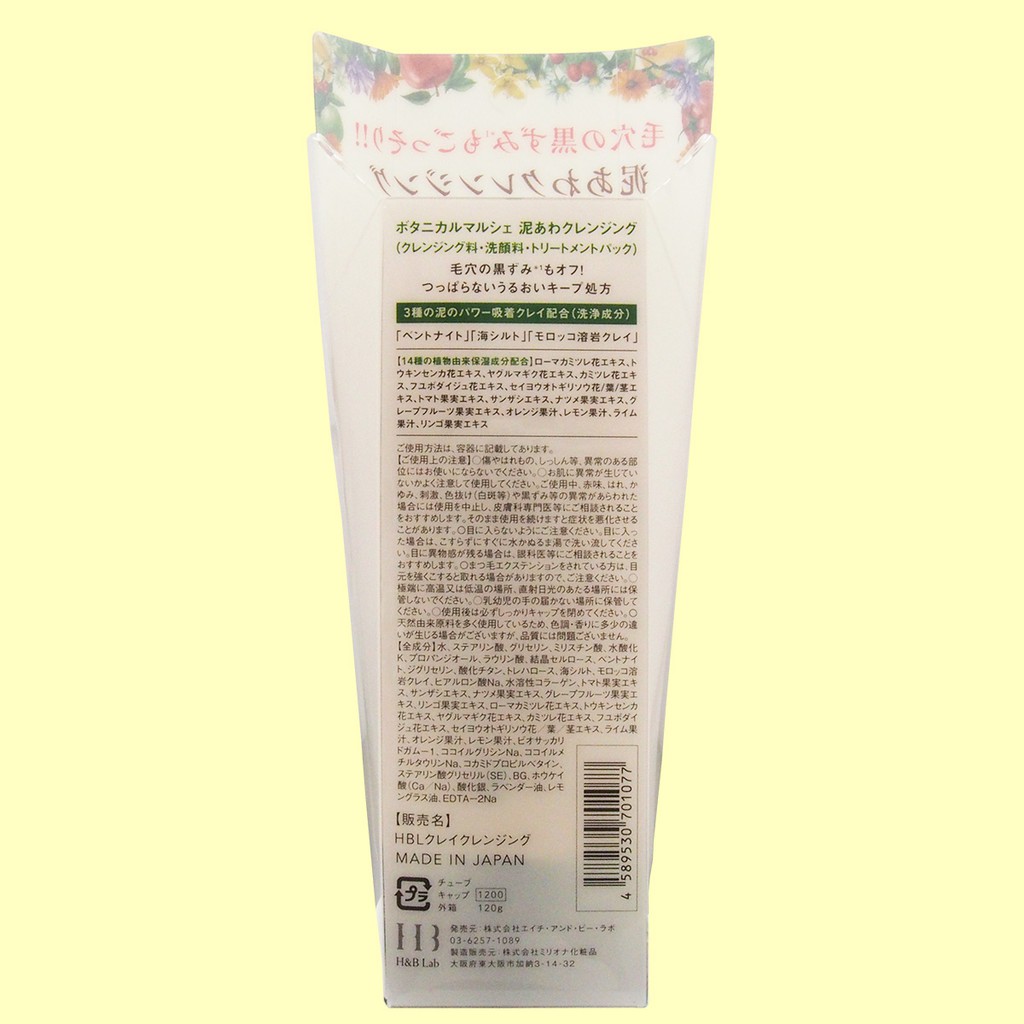 毛穴の黒ずみ*¹もごっそり!!
泥あわクレンジング
ボタニカルマルシェ 泥あわクレンジング
(クレンジング料・洗顔料・トリートメントパック)
毛穴の黒ずみ*¹もオフ!
つっぱらないうるおいキープ処方
3種の泥のパワー吸着クレイ配合(洗浄成分)
「ベントナイト」「海シルト」「モロッコ溶岩クレイ」
【14種の植物由来保湿成分配合】ローマカミツレ花エキス、ト
ウキンセンカ花エキス、ヤグルマギク花エキス、カミツレ花エキ
ス、フユボダイジュ花エキス、セイヨウオトギリソウ花/葉/茎エ
キス、トマト果実エキス、サンザシエキス、ナツメ果実エキス、グ
レープフルーツ果実エキス、オレンジ果汁、レモン果汁、ライム
果汁、リンゴ果実エキス
ご使用方法は、容器に記載してあります。
【ご使用上の注意】○傷やはれもの、しっしん等、異常のある部
位にはお使いにならないでください。○お肌に異常が生じてい
ないかよく注意して使用してください。ご使用中、赤味、はれ、か
ゆみ、刺激、色抜け(白斑等)や黒ずみ等の異常があらわれた
場合には使用を中止し、皮膚科専門医等にご相談されること
をおすすめします。そのまま使用を続けますと症状を悪化させる
ことがあります。○目に入らないようにご注意ください。目に入っ
た場合は、こすらずにすぐに水かぬるま湯で洗い流してくださ
い。目に異物感が残る場合は、眼科医等にご相談されることを
おすすめします。○まつ毛エクステンションをされている方は、目
元を強くこすると取れる場合がありますので、ご注意ください。○
極端に高温又は低温の場所、直射日光のあたる場所には保
管しないでください。○乳幼児の手の届かない場所に保管して
ください。○使用後は必ずしっかりキャップを閉めてください。○
天然由来原料を多く使用しているため、色調・香りに多少の違
いが生じる場合がございますが、品質には問題ございません。
【全成分】水、ステアリン酸、グリセリン、ミリスチン酸、水酸化
K、プロパンジオール、ラウリン酸、結晶セルロース、ベントナイ
ト、ジグリセリン、酸化チタン、トレハロース、海シルト、モロッコ溶
岩クレイ、ヒアルロン酸Na、水溶性コラーゲン、トマト果実エキ
ス、サンザシエキス、ナツメ果実エキス、グレープフルーツ果実エ
キス、リンゴ果実エキス、ローマカミツレ花エキス、トウキンセンカ
花エキス、ヤグルマギク花エキス、カミツレ花エキス、フユボダイ
ジュ花エキス、セイヨウオトギリソウ花/葉/茎エキス、ライム果
汁、オレンジ果汁、レモン果汁、ビオサッカリ
ドガム-1、ココイルグリシンNa、ココイルメ
チルタウリンNa、コカミドプロピルベタイン、
ステアリン酸グリセリル(SE)、BG、ホウケイ
酸(Ca/Na)、酸化銀、ラベンダー油、レモ
ングラス油、EDTA-2Na
【販売名】
HBLクレイクレンジング
MADE IN JAPAN
プラ
チューブ
キャップ
外箱
1200
120g
4 589530 701077
HB
H&B Lab
発売元:株式会社エイチ・アンド・ビー・ラボ
03-6257-1089
製造販売元:株式会社ミリオナ化粧品
大阪府東大阪市加納3-14-32